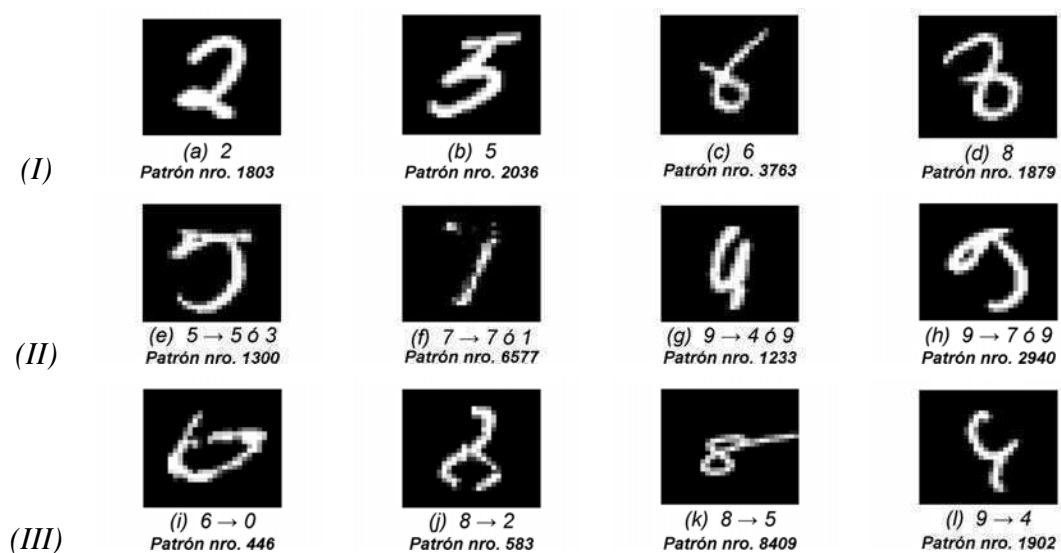 (I)
(a) 2
Patrón nro. 1803
(b) 5
Patrón nro. 2036
(c) 6
Patrón nro. 3763
(d) 8
Patrón nro. 1879
(II)
(e) 5 → 5 ó 3
Patrón nro. 1300
(f) 7 → 7 ó 1
Patrón nro. 6577
(g) 9 → 4 ó 9
Patrón nro. 1233
(h) 9 → 7 ó 9
Patrón nro. 2940
(III)
(i) 6 → 0
Patrón nro. 446
(j) 8 → 2
Patrón nro. 583
(k) 8 → 5
Patrón nro. 8409
(l) 9 → 4
Patrón nro. 1902